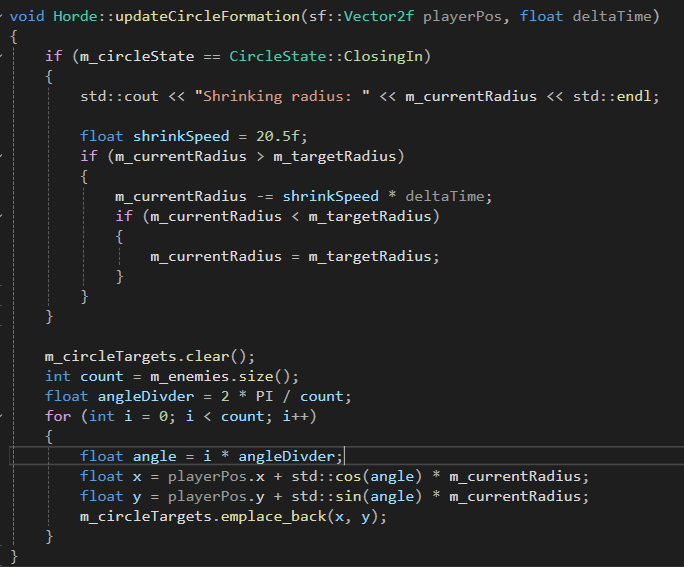 void Horde::updateCircleFormation(sf::Vector2f playerPos, float deltaTime)
{
if (m_circleState == CircleState::ClosingIn)
{
std::cout << "Shrinking radius: " << m_currentRadius << std::endl;
float shrinkSpeed = 20.5f;
if (m_currentRadius > m_targetRadius)
{
m_currentRadius -= shrinkSpeed * deltaTime;
if (m_currentRadius < m_targetRadius)
{
m_currentRadius = m_targetRadius;
}
}
}
m_circleTargets.clear();
int count = m_enemies.size();
float angleDivder = 2 * PI / count;
for (int i = 0; i < count; i++)
{
float angle = i * angleDivder;
float x = playerPos.x + std::cos(angle) * m_currentRadius;
float y = playerPos.y + std::sin(angle) * m_currentRadius;
m_circleTargets.emplace_back(x, y);
}
}